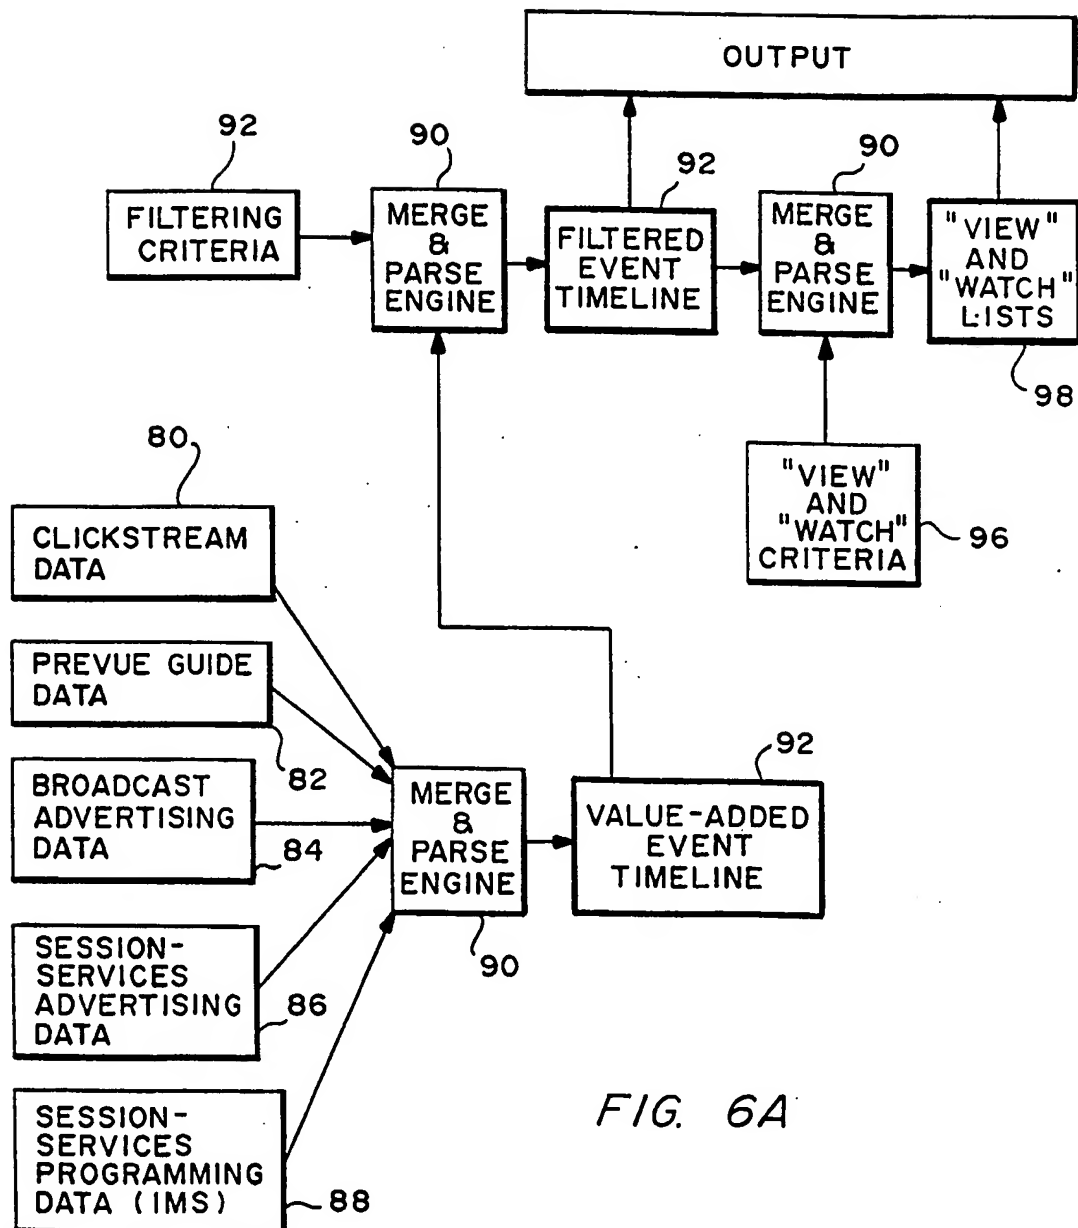 OUTPUT
92
FILTERING
CRITERIA
90
MERGE
&
PARSE
ENGINE
92
FILTERED
EVENT
TIMELINE
90
MERGE
&
PARSE
ENGINE
"VIEW"
AND
"WATCH"
LISTS
98
"VIEW"
AND
"WATCH"
CRITERIA
96
80
CLICKSTREAM
DATA
PREVUE GUIDE
DATA
82
BROADCAST
ADVERTISING
DATA
84
SESSION-
SERVICES
ADVERTISING
DATA
86
SESSION-
SERVICES
PROGRAMMING
DATA (IMS)
88
MERGE
&
PARSE
ENGINE
90
92
VALUE-ADDED
EVENT
TIMELINE
FIG. 6A